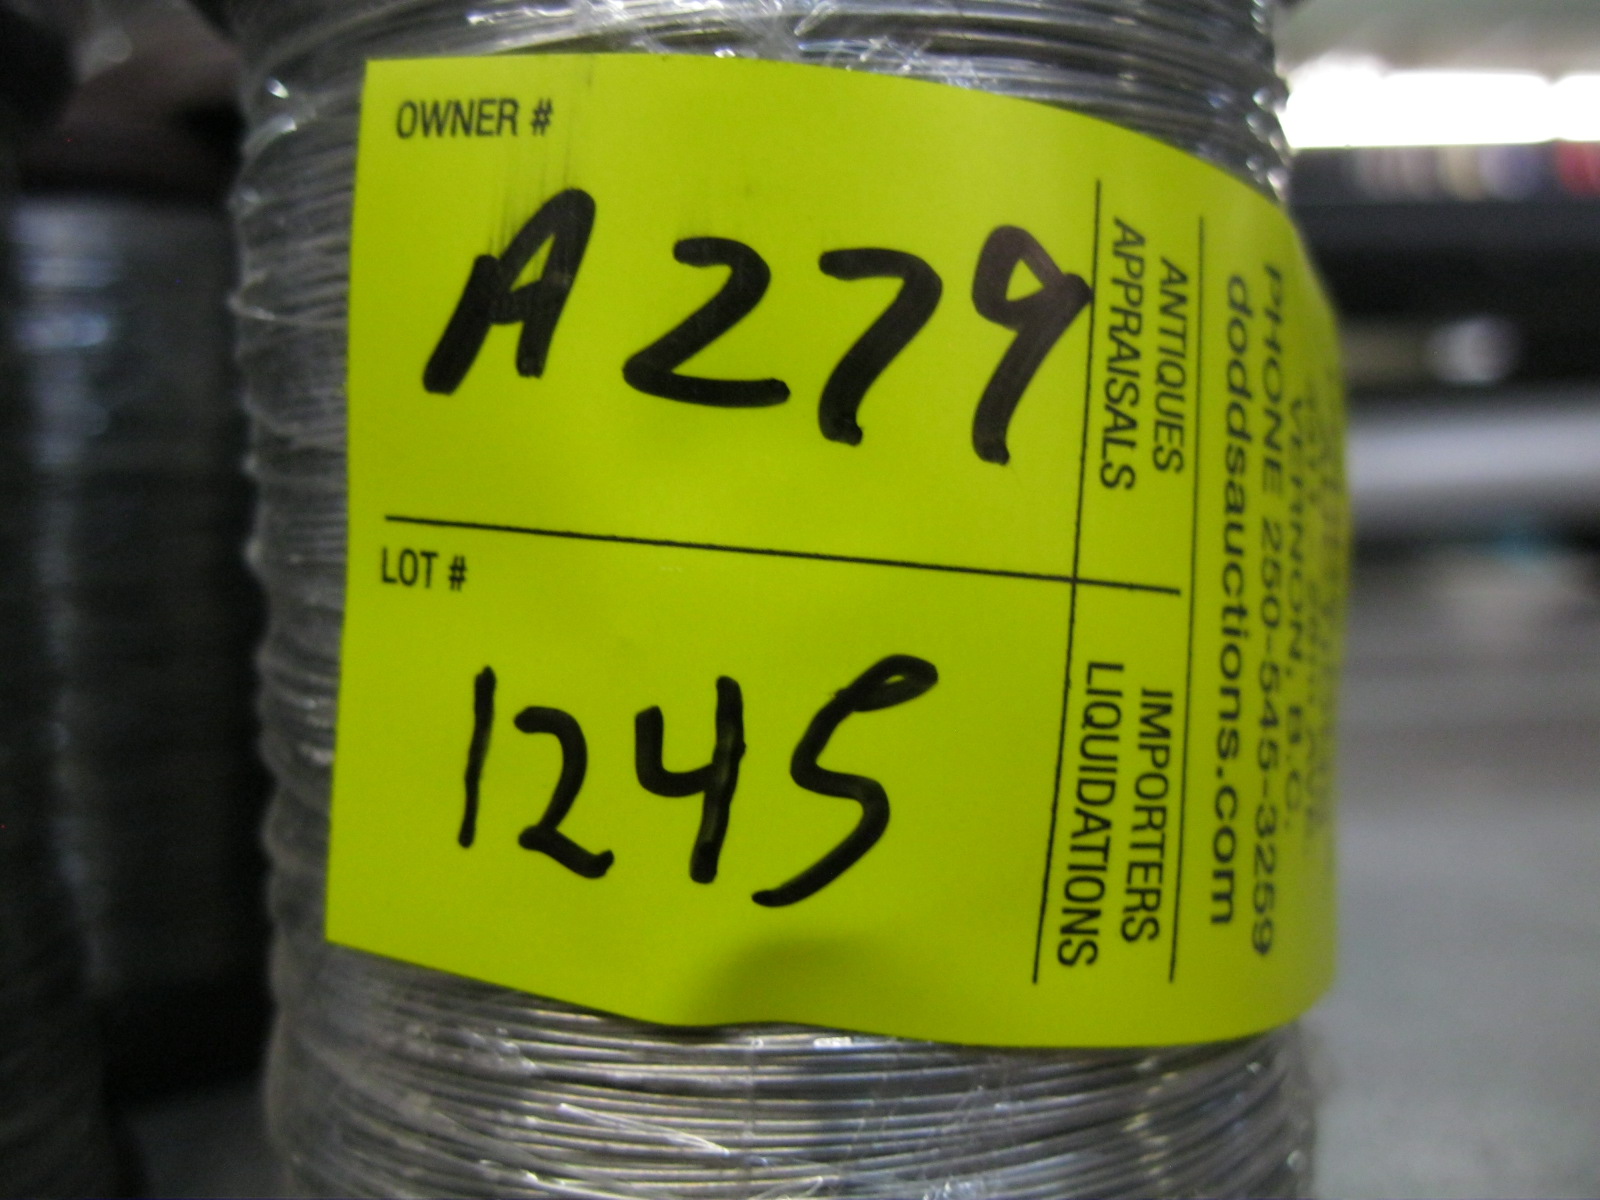 OWNER #
A279
LOT #
1245
ANTIQUES
APPRAISALS
IMPORTERS
LIQUIDATIONS
VERNON, B.C.
PHONE 250-545-3259
doddsauctions.com